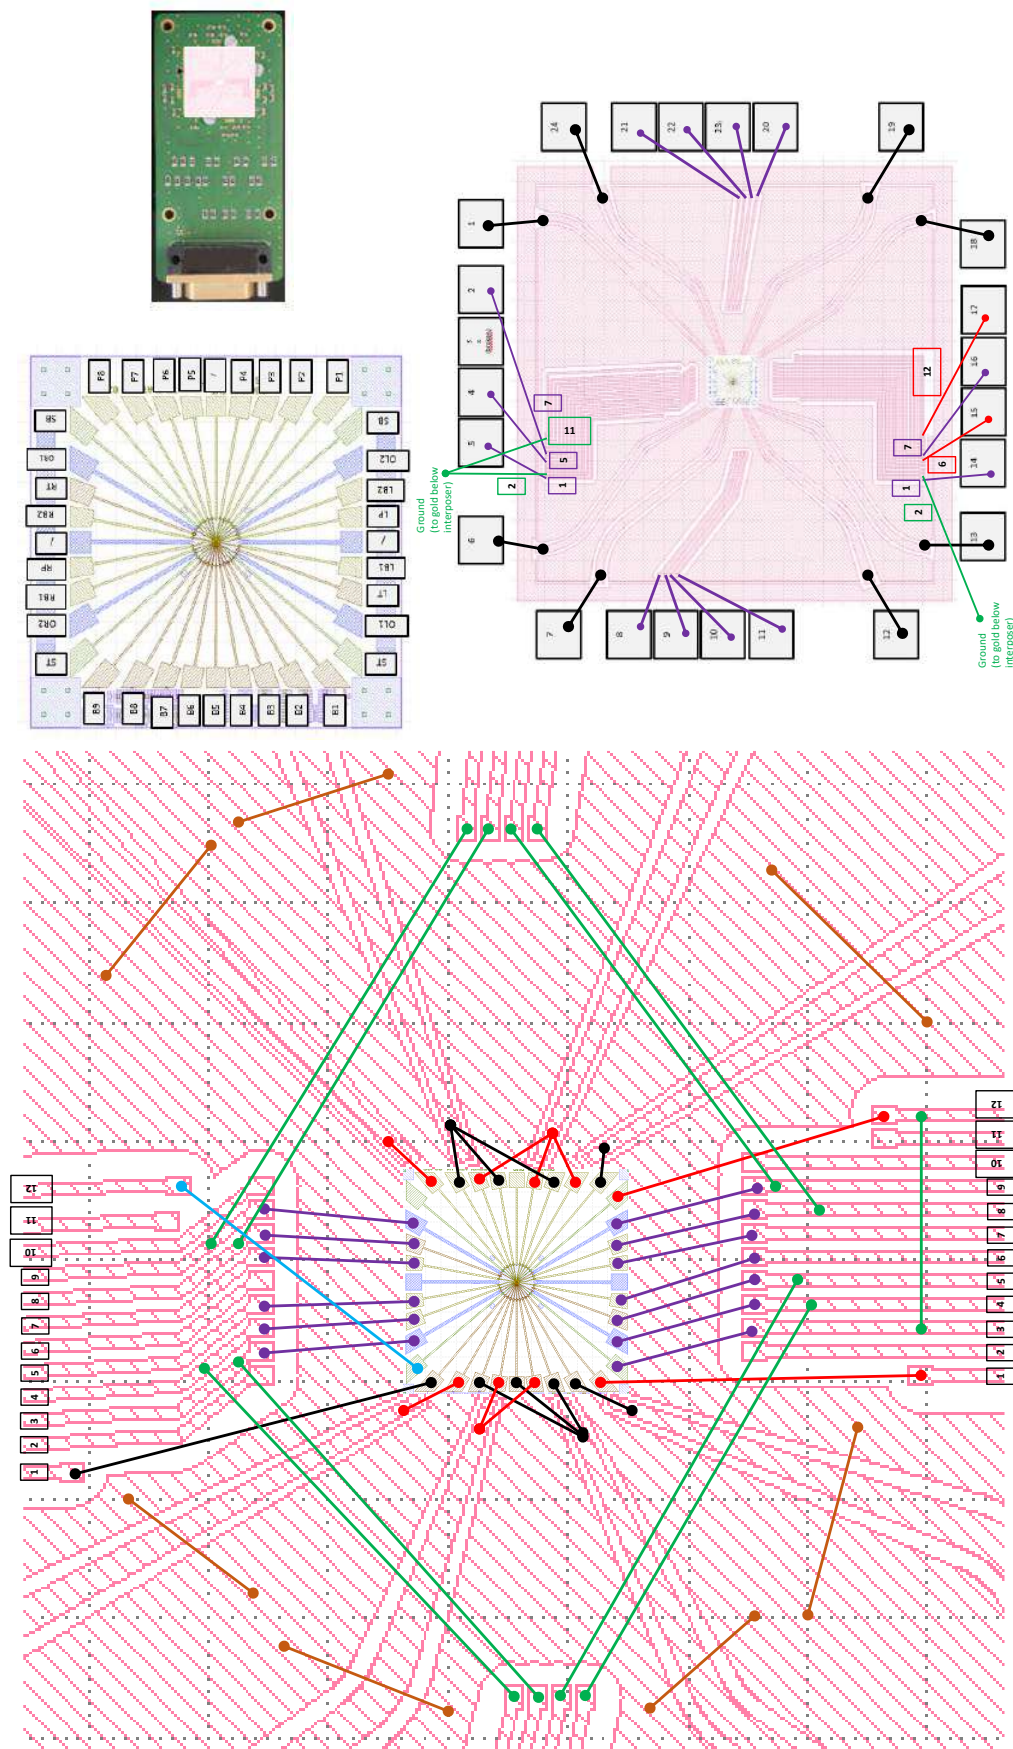 24
21
22
23
20
19
1
2
4
5
6
18
17
16
15
14
13
7
8
9
10
11
12
7
11
5
1
2
12
7
6
1
2
Ground
(to gold below
interposer)
Ground
(to gold below
interposer)
P8
P7
P6
P5
/
P4
P3
P2
P1
SB
OR1
RT
RB2
/
RP
RB1
OR2
ST
SB
OL2
LB2
LP
/
LB1
LT
OL1
ST
B9
B8
B7
B6
B5
B4
B3
B2
B1
12
11
10
9
8
7
6
5
4
3
2
1
12
11
10
9
8
7
6
5
4
3
2
1